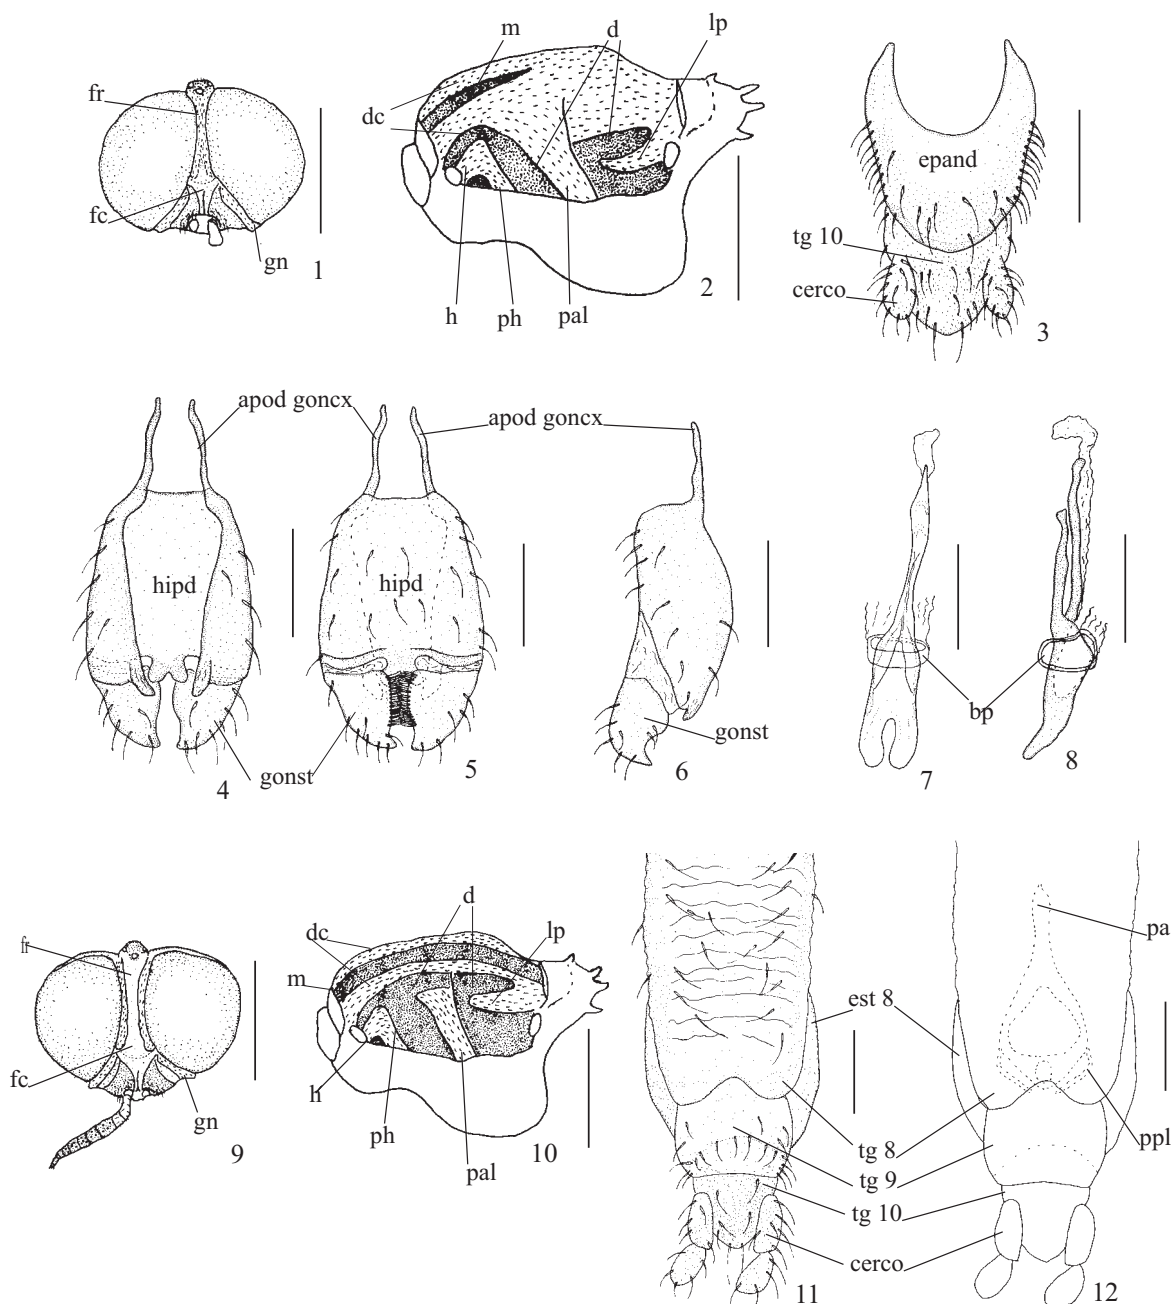 fr
fc
gn
1
m
d
lp
dc
h
ph
pal
2
epand
tg 10
cerco
3
apod goncx
apod goncx
hipd
hipd
gonst
4
5
gonst
6
bp
7
8
fr
fc
gn
9
d
dc
lp
m
h
ph
pal
10
est 8
pa
ppl
tg 8
tg 9
tg 10
cerco
11
12